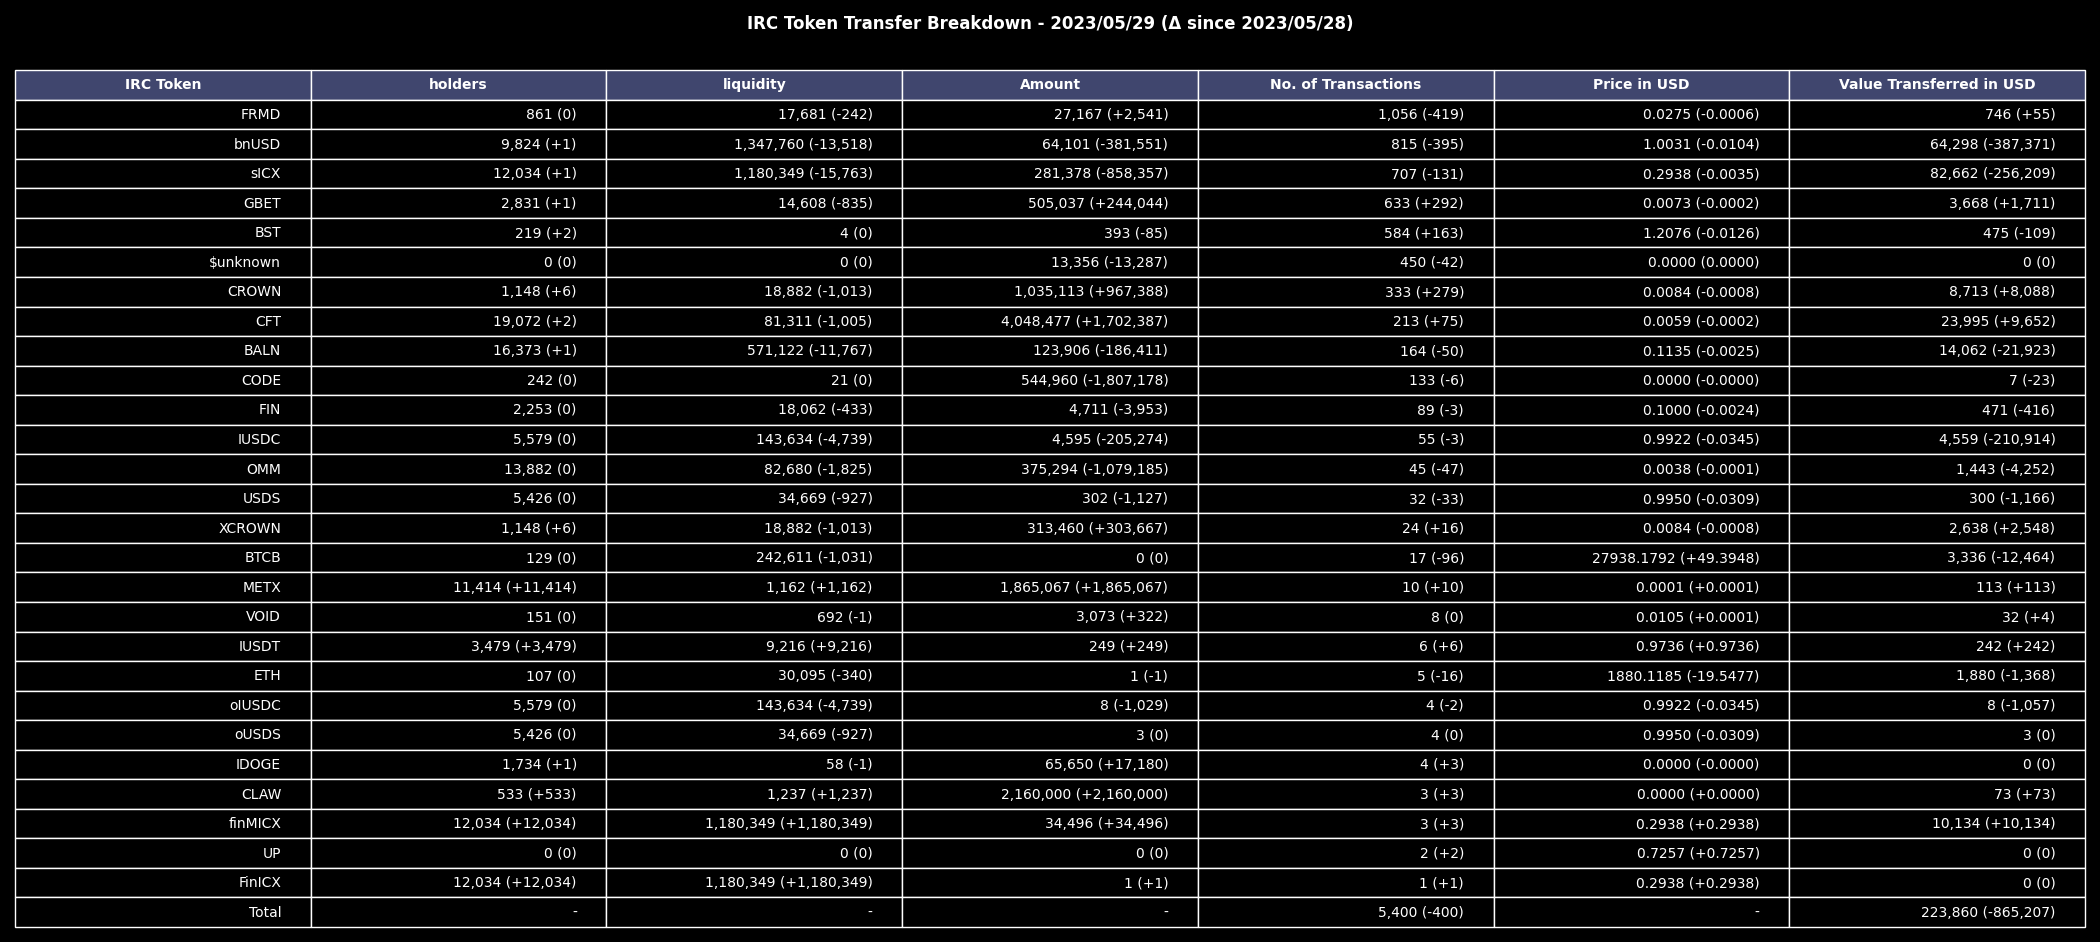 IRC Token Transfer Breakdown - 2023/05/29 (Δ since 2023/05/28)
IRC Token holders liquidity Amount No. of Transactions Price in USD Value Transferred in USD
FRMD 861 (0) 17,681 (-242) 27,167 (+2,541) 1,056 (-419) 0.0275 (-0.0006) 746 (+55)
bnUSD 9,824 (+1) 1,347,760 (-13,518) 64,101 (-381,551) 815 (-395) 1.0031 (-0.0104) 64,298 (-387,371)
sICX 12,034 (+1) 1,180,349 (-15,763) 281,378 (-858,357) 707 (-131) 0.2938 (-0.0035) 82,662 (-256,209)
GBET 2,831 (+1) 14,608 (-835) 505,037 (+244,044) 633 (+292) 0.0073 (-0.0002) 3,668 (+1,711)
BST 219 (+2) 4 (0) 393 (-85) 584 (+163) 1.2076 (-0.0126) 475 (-109)
$unknown 0 (0) 0 (0) 13,356 (-13,287) 450 (-42) 0.0000 (0.0000) 0 (0)
CROWN 1,148 (+6) 18,882 (-1,013) 1,035,113 (+967,388) 333 (+279) 0.0084 (-0.0008) 8,713 (+8,088)
CFT 19,072 (+2) 81,311 (-1,005) 4,048,477 (+1,702,387) 213 (+75) 0.0059 (-0.0002) 23,995 (+9,652)
BALN 16,373 (+1) 571,122 (-11,767) 123,906 (-186,411) 164 (-50) 0.1135 (-0.0025) 14,062 (-21,923)
CODE 242 (0) 21 (0) 544,960 (-1,807,178) 133 (-6) 0.0000 (-0.0000) 7 (-23)
FIN 2,253 (0) 18,062 (-433) 4,711 (-3,953) 89 (-3) 0.1000 (-0.0024) 471 (-416)
IUSDC 5,579 (0) 143,634 (-4,739) 4,595 (-205,274) 55 (-3) 0.9922 (-0.0345) 4,559 (-210,914)
OMM 13,882 (0) 82,680 (-1,825) 375,294 (-1,079,185) 45 (-47) 0.0038 (-0.0001) 1,443 (-4,252)
USDS 5,426 (0) 34,669 (-927) 302 (-1,127) 32 (-33) 0.9950 (-0.0309) 300 (-1,166)
XCROWN 1,148 (+6) 18,882 (-1,013) 313,460 (+303,667) 24 (+16) 0.0084 (-0.0008) 2,638 (+2,548)
BTCB 129 (0) 242,611 (-1,031) 0 (0) 17 (-96) 27938.1792 (+49.3948) 3,336 (-12,464)
METX 11,414 (+11,414) 1,162 (+1,162) 1,865,067 (+1,865,067) 10 (+10) 0.0001 (+0.0001) 113 (+113)
VOID 151 (0) 692 (-1) 3,073 (+322) 8 (0) 0.0105 (+0.0001) 32 (+4)
IUSDT 3,479 (+3,479) 9,216 (+9,216) 249 (+249) 6 (+6) 0.9736 (+0.9736) 242 (+242)
ETH 107 (0) 30,095 (-340) 1 (-1) 5 (-16) 1880.1185 (-19.5477) 1,880 (-1,368)
oIUSDC 5,579 (0) 143,634 (-4,739) 8 (-1,029) 4 (-2) 0.9922 (-0.0345) 8 (-1,057)
oUSDS 5,426 (0) 34,669 (-927) 3 (0) 4 (0) 0.9950 (-0.0309) 3 (0)
IDOGE 1,734 (+1) 58 (-1) 65,650 (+17,180) 4 (+3) 0.0000 (-0.0000) 0 (0)
CLAW 533 (+533) 1,237 (+1,237) 2,160,000 (+2,160,000) 3 (+3) 0.0000 (+0.0000) 73 (+73)
finMICX 12,034 (+12,034) 1,180,349 (+1,180,349) 34,496 (+34,496) 3 (+3) 0.2938 (+0.2938) 10,134 (+10,134)
UP 0 (0) 0 (0) 0 (0) 2 (+2) 0.7257 (+0.7257) 0 (0)
FinICX 12,034 (+12,034) 1,180,349 (+1,180,349) 1 (+1) 1 (+1) 0.2938 (+0.2938) 0 (0)
Total - - - 5,400 (-400) - 223,860 (-865,207)